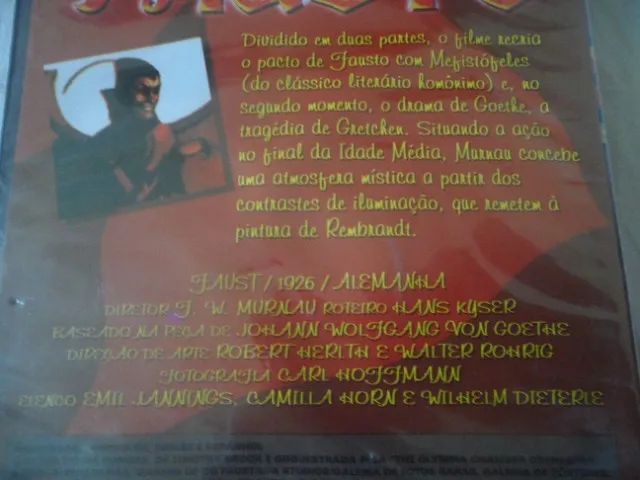 Dividido em duas partes, o filme recria
o pacto de Fausto com Mefistófeles
(do clássico literário homônimo) e, no
segundo momento, o drama de Goethe, a
tragédia de Gretchen. Situando a ação
no final da Idade Média, Murnau concebe
uma atmosfera mística a partir dos
contrastes de iluminação, que remetem à
pintura de Rembrandt.
FAUST / 1926 / ALEMANHA
DIRETOR F. W. MURNAU ROTEIRO HANS KYSER
BASEADO NA PEÇA DE JOHANN WOLFGANG VON GOETHE
DIREÇÃO DE ARTE ROBERT HERLTH E WALTER ROHRIG
FOTOGRAFIA CARL HOFFMANN
ELENCO EMIL JANNINGS, CAMILLA HORN E WILHELM DIETERLE